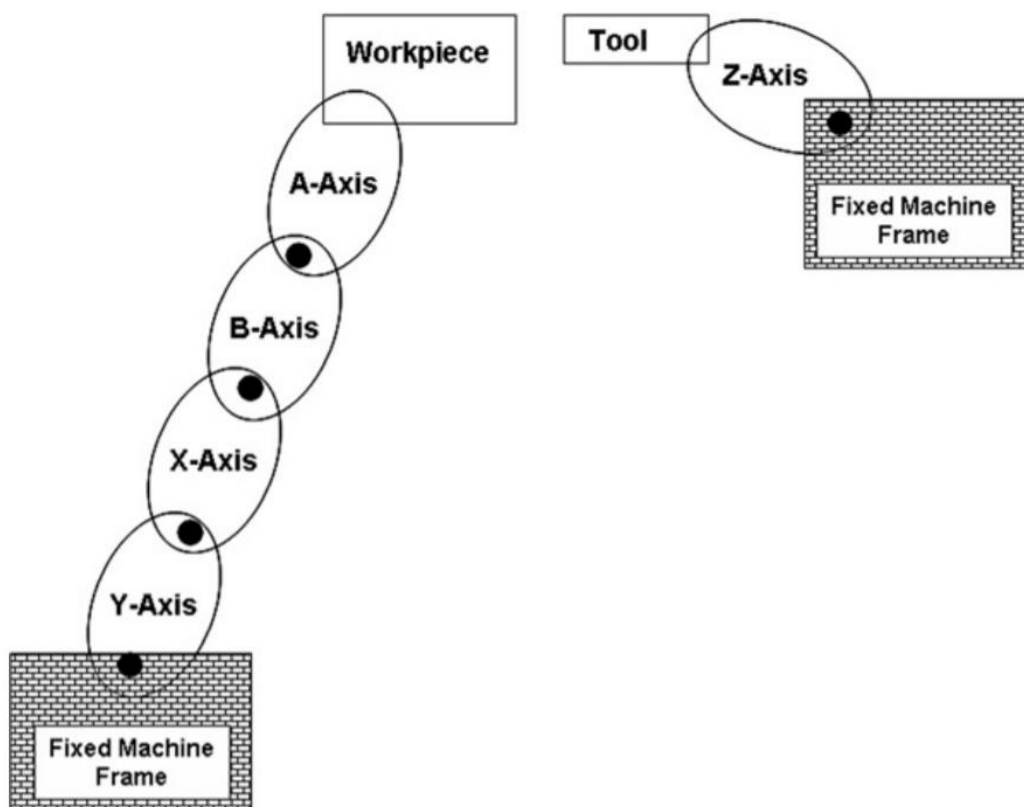 Workpiece
Tool
Z-Axis
A-Axis
Fixed Machine
Frame
B-Axis
X-Axis
Y-Axis
Fixed Machine
Frame